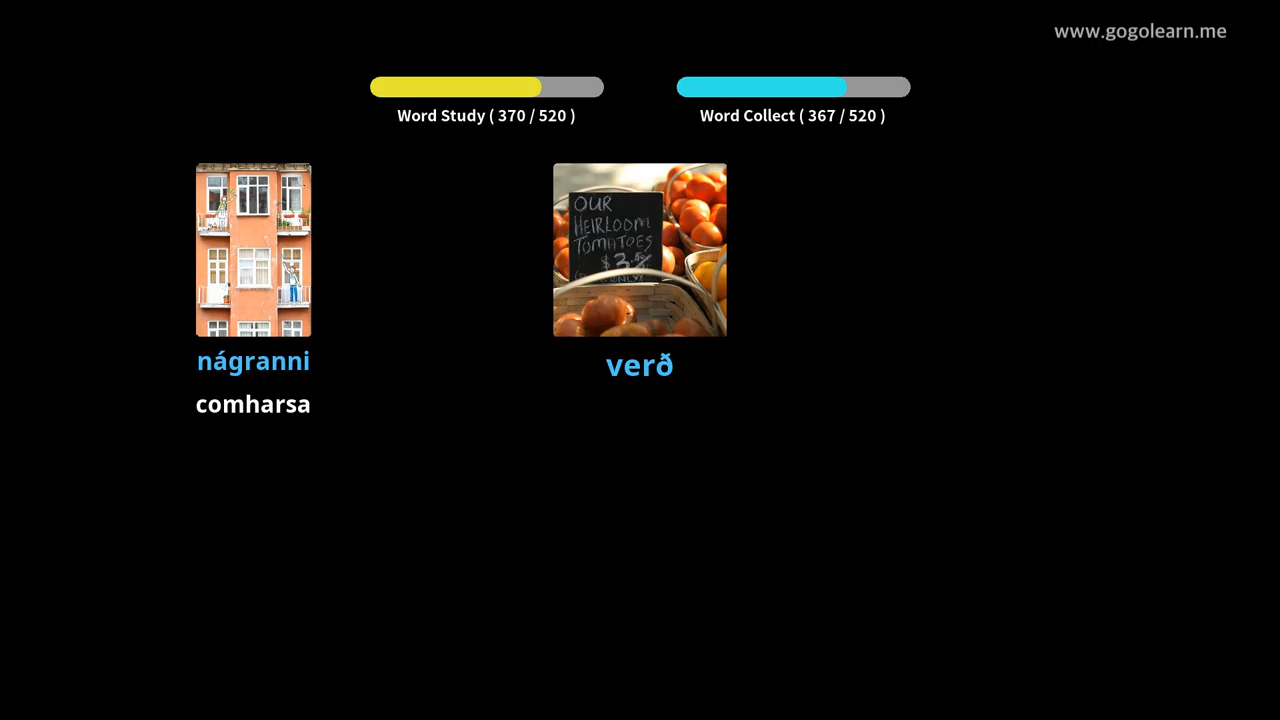 www.gogolearn.me
Word Study ( 370 / 520 )
Word Collect ( 367 / 520 )
OUR
HEIRLOOM
TOMATOES
nágranni
verð
comharsa